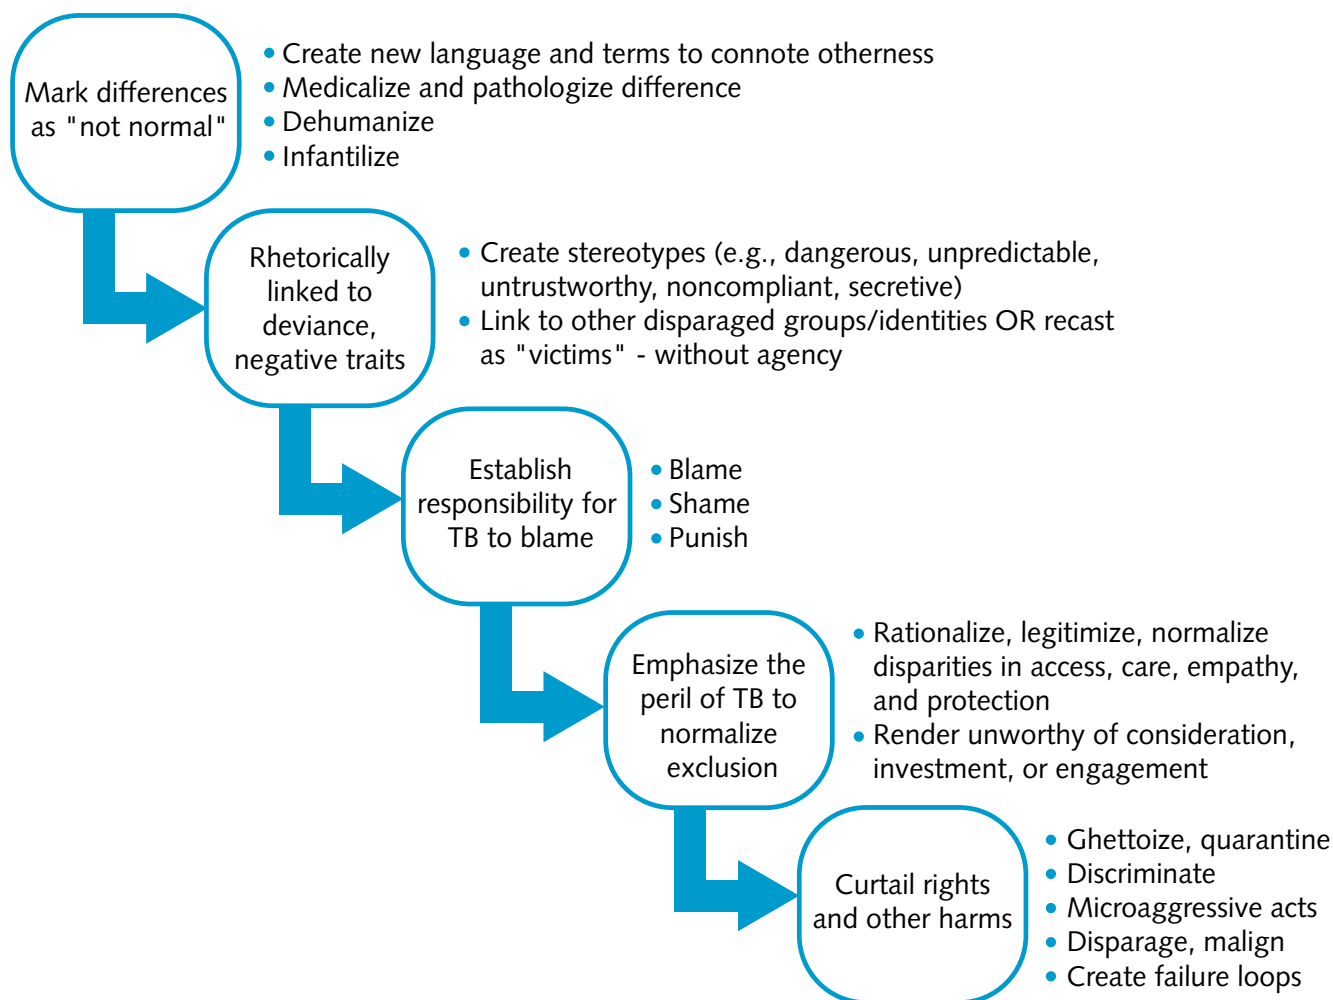 Mark differences
as "not normal"
• Create new language and terms to connote otherness
• Medicalize and pathologize difference
• Dehumanize
• Infantilize
Rhetorically
linked to
deviance,
negative traits
• Create stereotypes (e.g., dangerous, unpredictable,
untrustworthy, noncompliant, secretive)
• Link to other disparaged groups/identities OR recast
as "victims" - without agency
Establish
responsibility for
TB to blame
• Blame
• Shame
• Punish
Emphasize the
peril of TB to
normalize
exclusion
• Rationalize, legitimize, normalize
disparities in access, care, empathy,
and protection
• Render unworthy of consideration,
investment, or engagement
Curtail rights
and other harms
• Ghettoize, quarantine
• Discriminate
• Microaggressive acts
• Disparage, malign
• Create failure loops